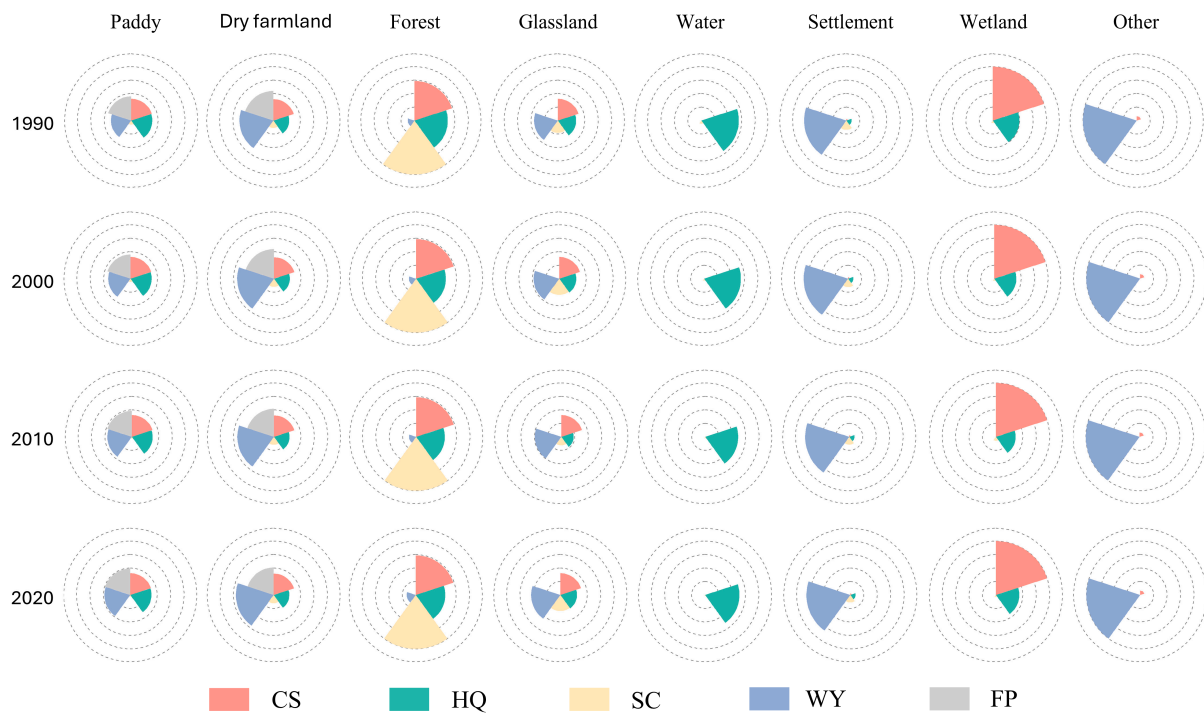 Paddy Dry farmland Forest Glassland Water Settlement Wetland Other
1990
2000
2010
2020
CS HQ SC WY FP